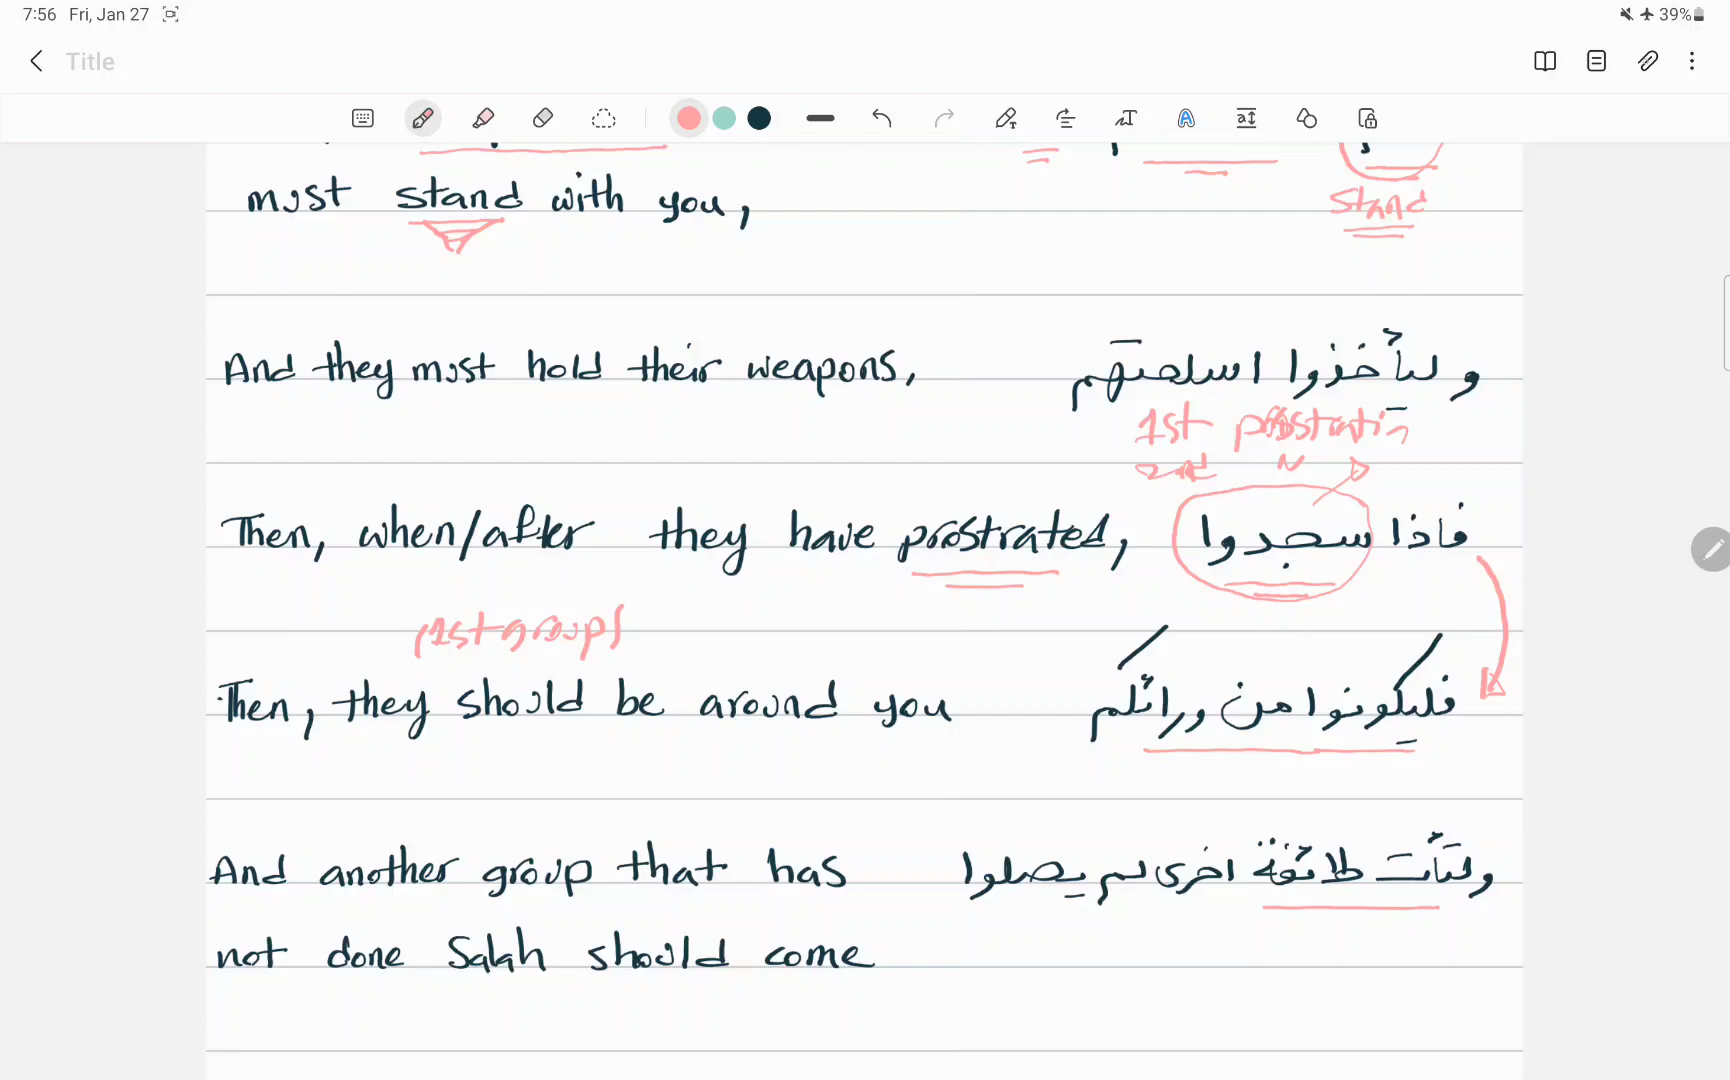 7:56 Fri, Jan 27 39%
Title
must stand with you,
stand
And they must hold their weapons, وليأخذوا اسلحتهم
1st prostration
2nd
Then, when/after they have prostrated, فاذا سجدوا
(1st group)
Then, they should be around you فليكونوا من ورائكم
And another group that has ولتأت طائفة اخرى لم يصلوا
not done Salah should come